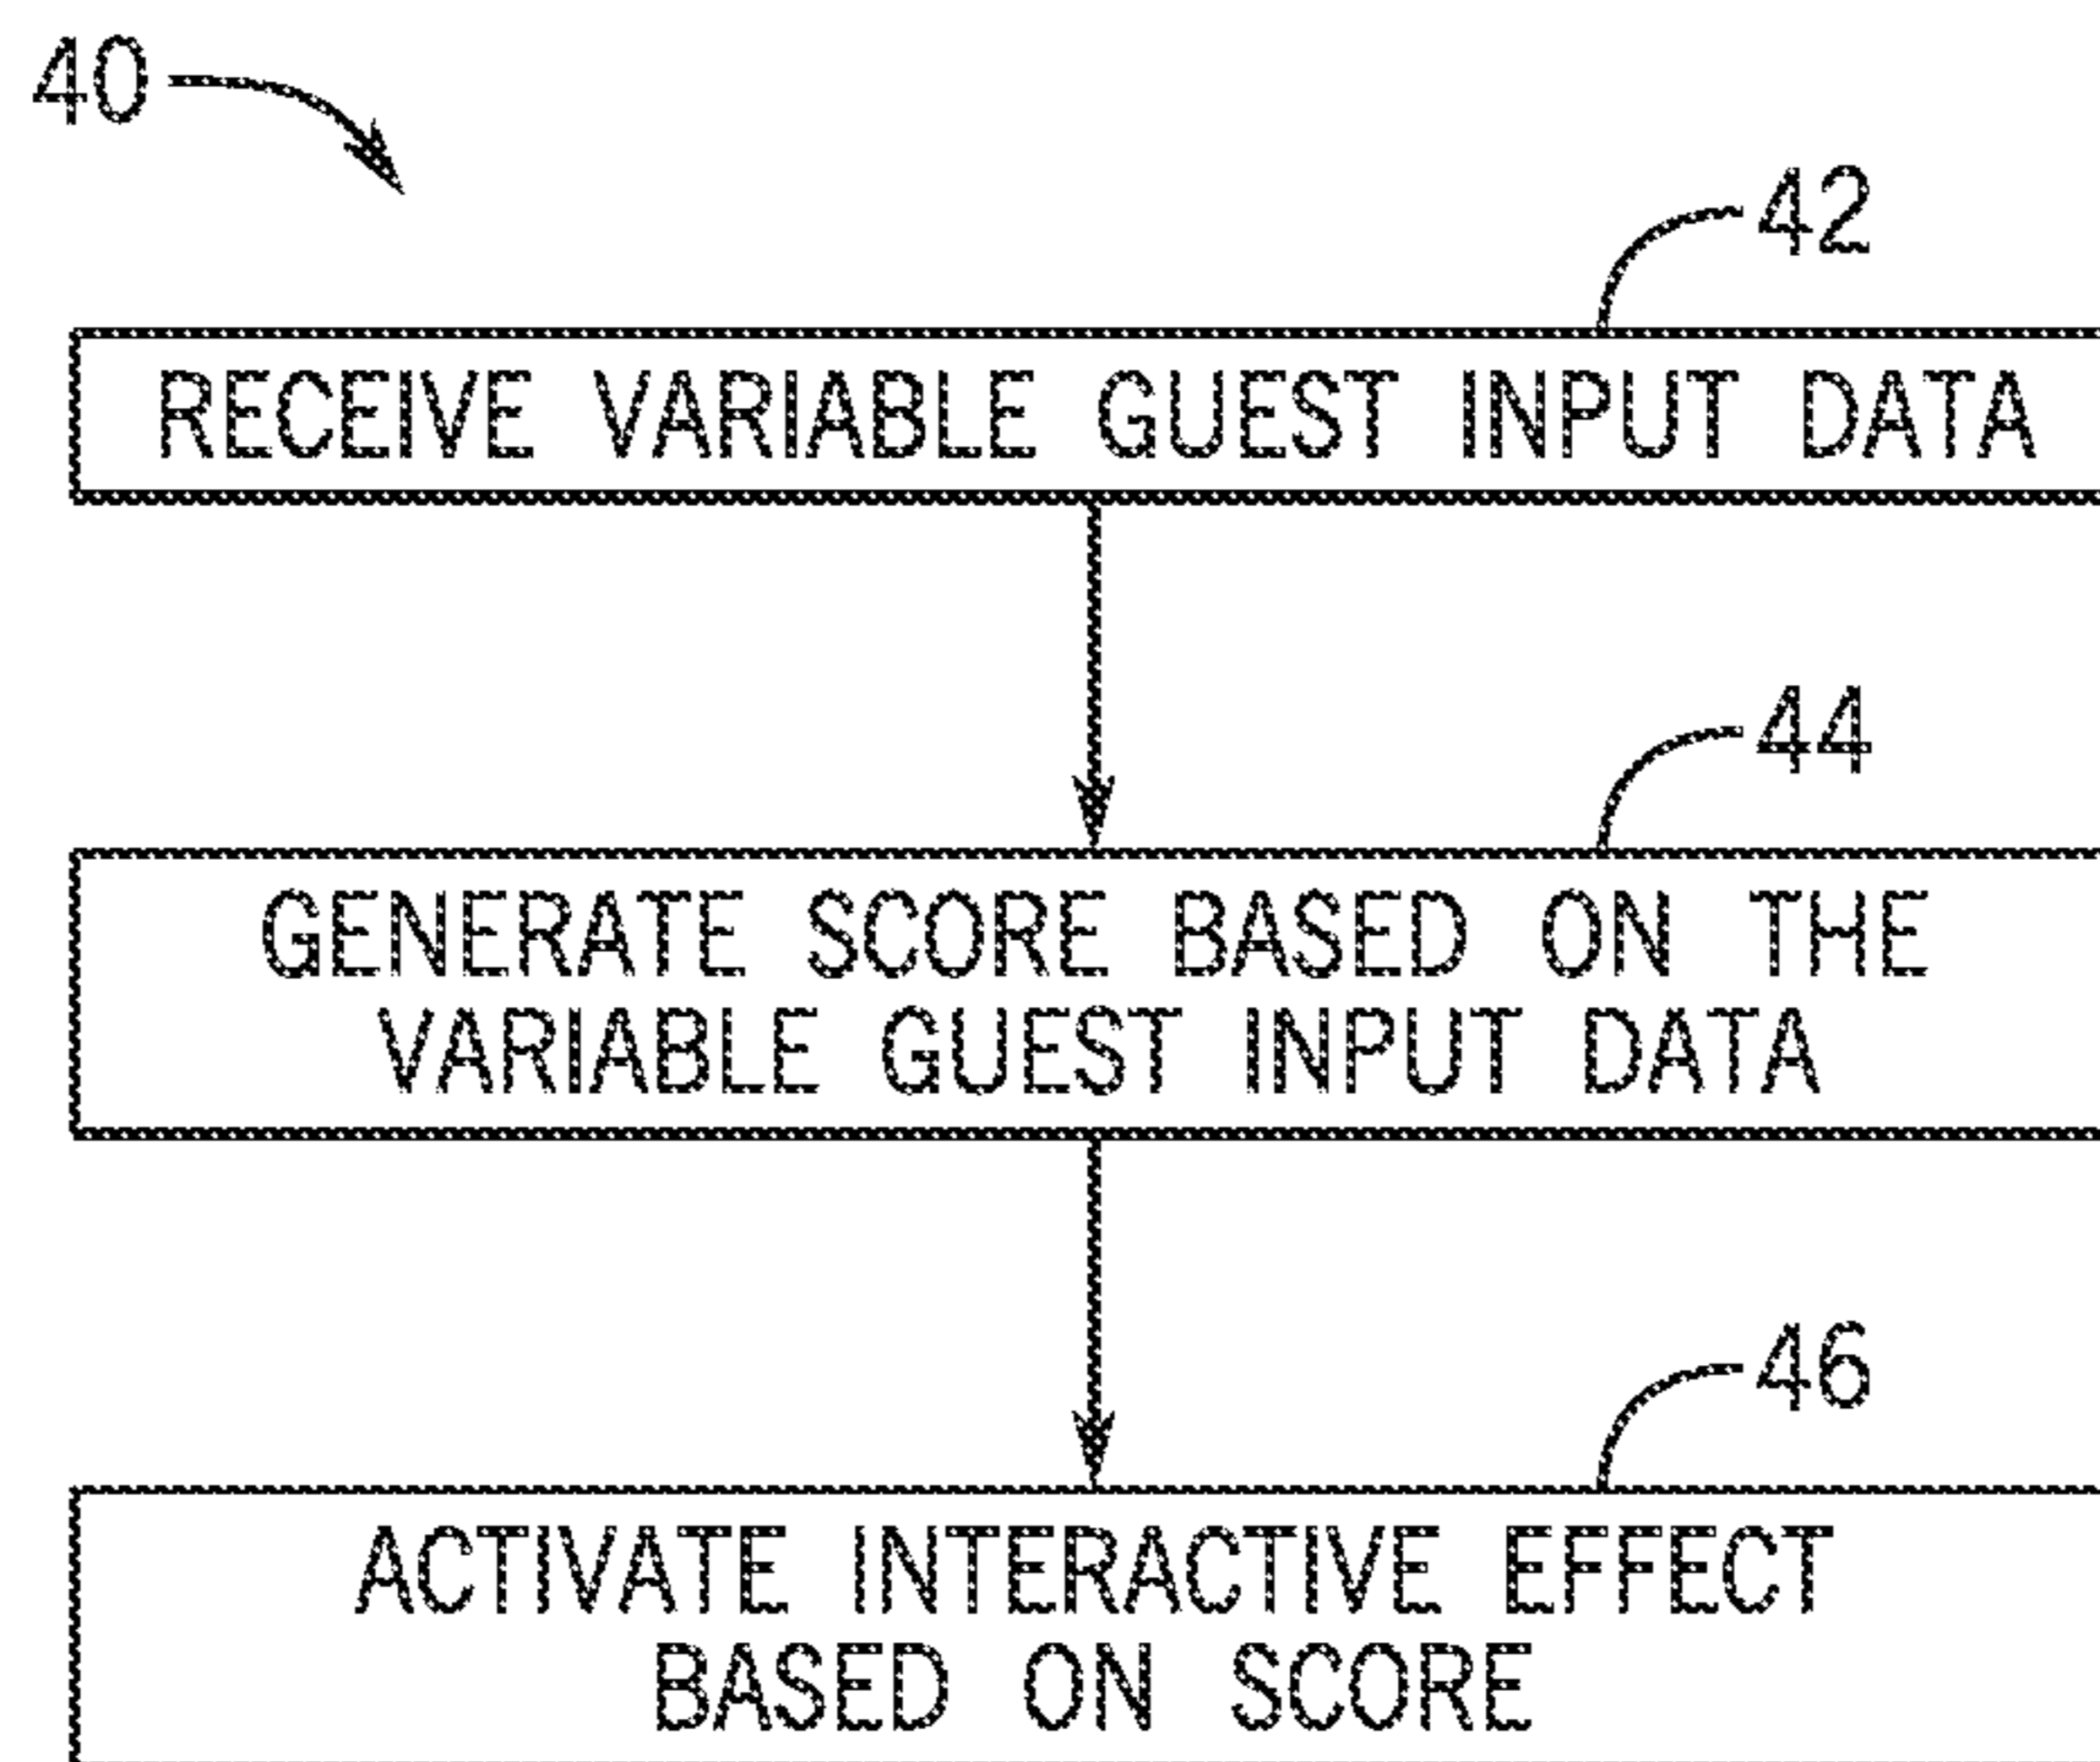 40
42
RECEIVE VARIABLE GUEST INPUT DATA
44
GENERATE SCORE BASED ON THE
VARIABLE GUEST INPUT DATA
46
ACTIVATE INTERACTIVE EFFECT
BASED ON SCORE